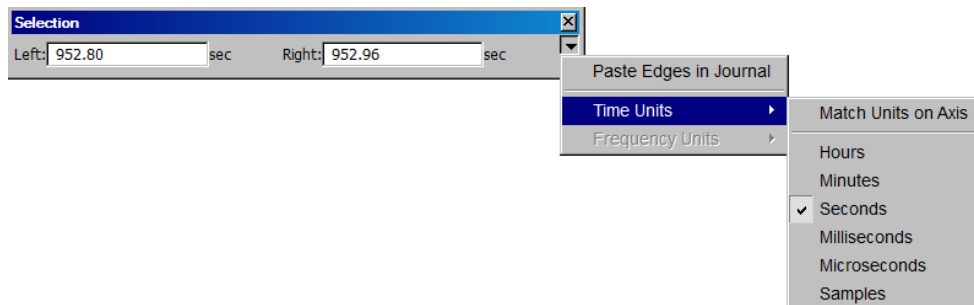 Selection
Left: 952.80 sec Right: 952.96 sec
Paste Edges in Journal
Time Units
Frequency Units
Match Units on Axis
Hours
Minutes
Seconds
Milliseconds
Microseconds
Samples